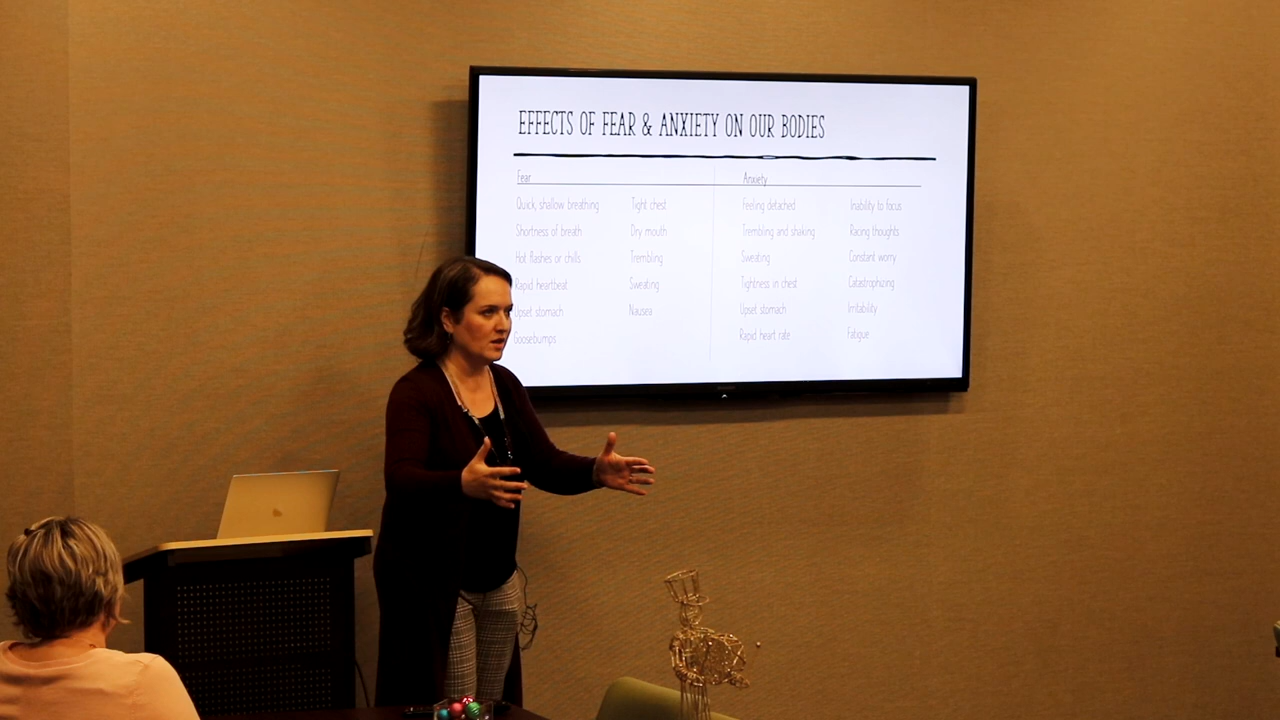 EFFECTS OF FEAR & ANXIETY ON OUR BODIES
Fear
Quick, shallow breathing
Shortness of breath
Hot flashes or chills
Rapid heartbeat
Upset stomach
Goosebumps
Tight chest
Dry mouth
Trembling
Sweating
Nausea
Anxiety
Feeling detached
Trembling and shaking
Sweating
Tightness in chest
Upset stomach
Rapid heart rate
Inability to focus
Racing thoughts
Constant worry
Catastrophizing
Irritability
Fatigue